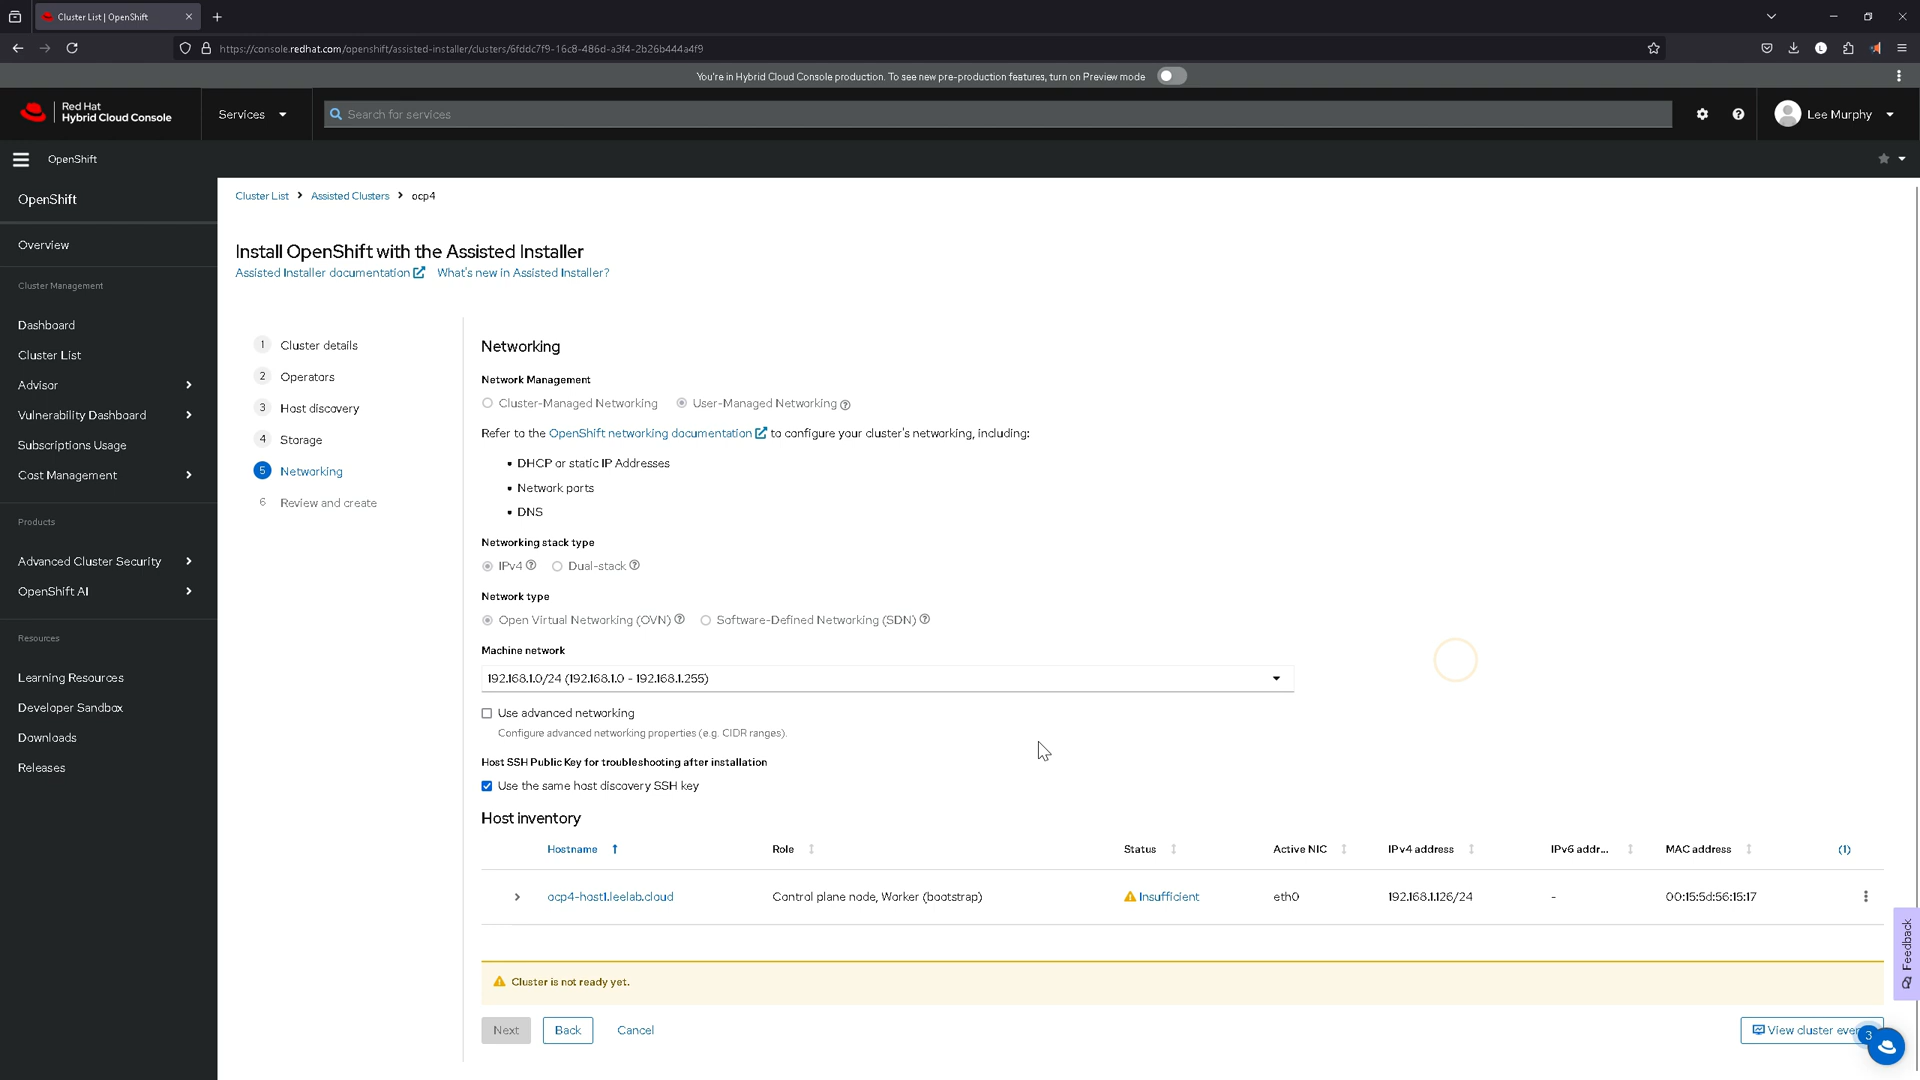 Cluster List | OpenShift
https://console.redhat.com/openshift/assisted-installer/clusters/6fddc7f9-16c8-486d-a3f4-2b26b444a4f9
You're in Hybrid Cloud Console production. To see new pre-production features, turn on Preview mode
Red Hat
Hybrid Cloud Console
Services
Search for services
Lee Murphy
OpenShift
OpenShift
Overview
Cluster Management
Dashboard
Cluster List
Advisor
Vulnerability Dashboard
Subscriptions Usage
Cost Management
Products
Advanced Cluster Security
OpenShift AI
Resources
Learning Resources
Developer Sandbox
Downloads
Releases
Cluster List > Assisted Clusters > ocp4
Install OpenShift with the Assisted Installer
Assisted Installer documentation What's new in Assisted Installer?
1 Cluster details
2 Operators
3 Host discovery
4 Storage
5 Networking
6 Review and create
Networking
Network Management
Cluster-Managed Networking User-Managed Networking
Refer to the OpenShift networking documentation to configure your cluster's networking, including:
• DHCP or static IP Addresses
• Network ports
• DNS
Networking stack type
IPv4 Dual-stack
Network type
Open Virtual Networking (OVN) Software-Defined Networking (SDN)
Machine network
192.168.1.0/24 (192.168.1.0 - 192.168.1.255)
Use advanced networking
Configure advanced networking properties (e.g. CIDR ranges).
Host SSH Public Key for troubleshooting after installation
Use the same host discovery SSH key
Host inventory
Hostname Role Status Active NIC IPv4 address IPv6 addr... MAC address (1)
ocp4-host1.leelab.cloud Control plane node, Worker (bootstrap) Insufficient eth0 192.168.1.126/24 - 00:15:5d:56:15:17
Cluster is not ready yet.
Next Back Cancel View cluster eve
3
Feedback